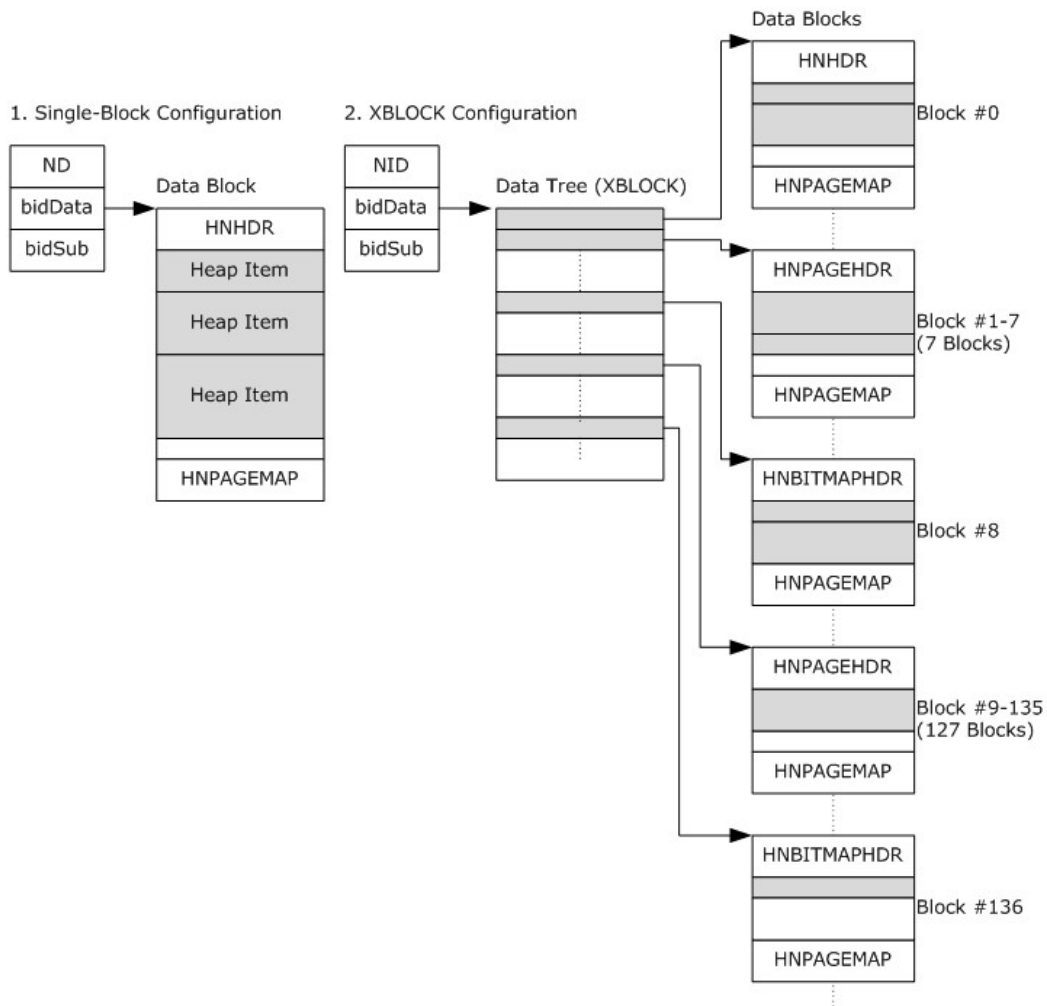 Data Blocks
HNHDR
Block #0
HNPAGEMAP
1. Single-Block Configuration
ND
bidData
bidSub
Data Block
HNHDR
Heap Item
Heap Item
Heap Item
HNPAGEMAP
2. XBLOCK Configuration
NID
bidData
bidSub
Data Tree (XBLOCK)
HNPAGEHDR
Block #1-7
(7 Blocks)
HNPAGEMAP
HNBITMAPHDR
Block #8
HNPAGEMAP
HNPAGEHDR
Block #9-135
(127 Blocks)
HNPAGEMAP
HNBITMAPHDR
Block #136
HNPAGEMAP